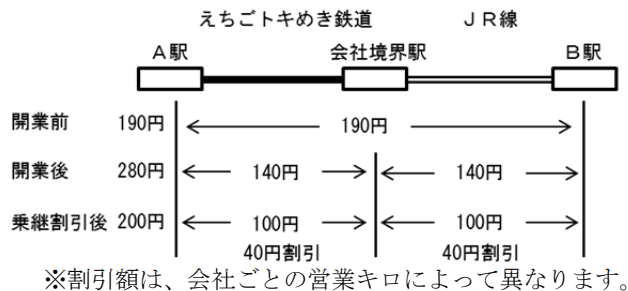 えちごトキめき鉄道 JR線
A駅 会社境界駅 B駅
開業前 190円 190円
開業後 280円 140円 140円
乗継割引後 200円 100円 100円
40円割引 40円割引
※割引額は、会社ごとの営業キロによって異なります。